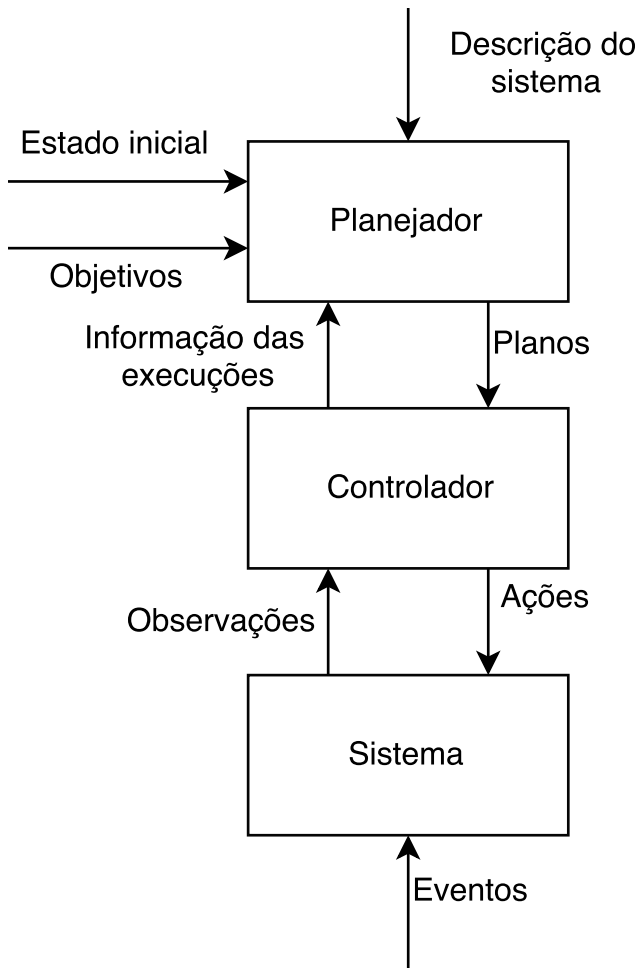 Descrição do
sistema
Estado inicial
Planejador
Objetivos
Informação das
execuções
Planos
Controlador
Observações
Ações
Sistema
Eventos